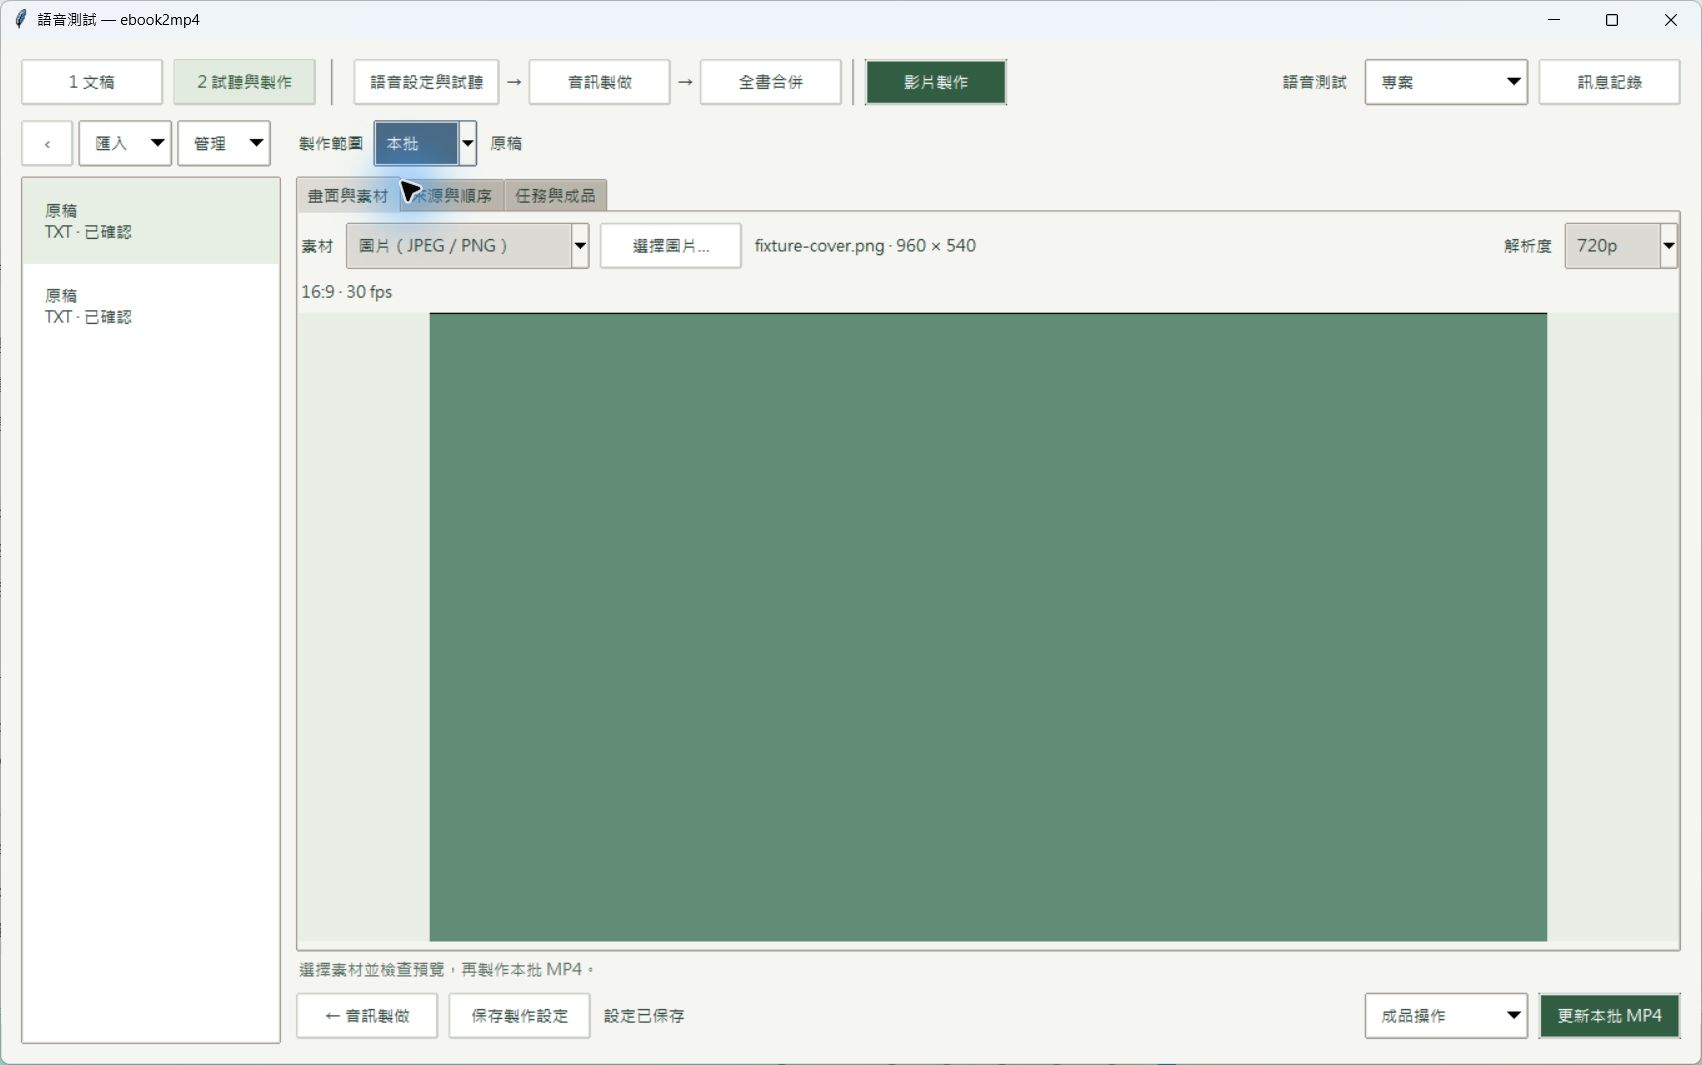 語音測試 — ebook2mp4
1 文稿
2 試聽與製作
語音設定與試聽
→
音訊製做
→
全書合併
影片製作
語音測試
專案
訊息記錄
‹
匯入
管理
製作範圍
本批
原稿
原稿
TXT · 已確認
原稿
TXT · 已確認
畫面與素材
來源與順序
任務與成品
素材
圖片（JPEG / PNG）
選擇圖片...
fixture-cover.png · 960 × 540
解析度
720p
16:9 · 30 fps
選擇素材並檢查預覽，再製作本批 MP4。
← 音訊製做
保存製作設定
設定已保存
成品操作
更新本批 MP4